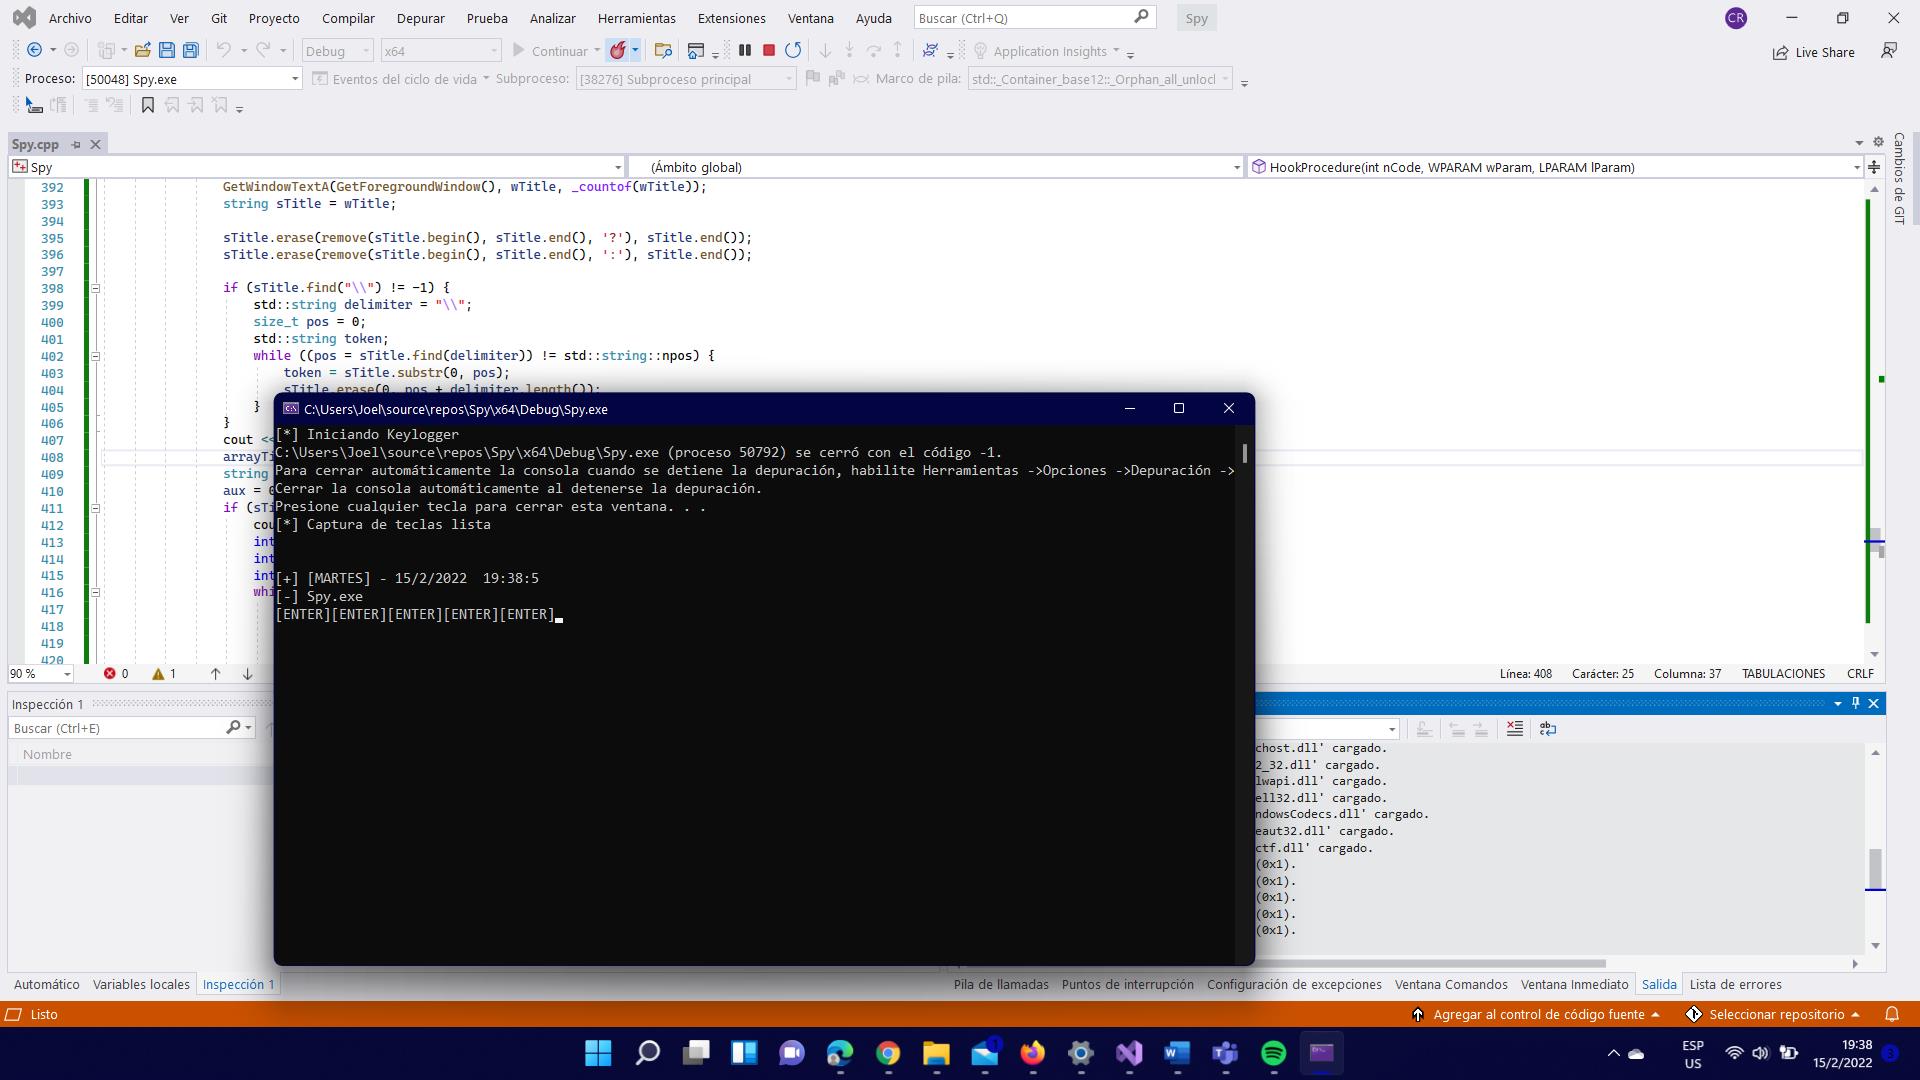 Archivo Editar Ver Git Proyecto Compilar Depurar Prueba Analizar Herramientas Extensiones Ventana Ayuda Buscar (Ctrl+Q) Spy CR
Debug x64 Continuar Application Insights Live Share
Proceso: [50048] Spy.exe Eventos del ciclo de vida Subproceso: [38276] Subproceso principal Marco de pila: std::_Container_base12::_Orphan_all_unlocl
Spy.cpp
Spy (Ámbito global) HookProcedure(int nCode, WPARAM wParam, LPARAM lParam)
Cambios de GIT
392 GetWindowTextA(GetForegroundWindow(), wTitle, _countof(wTitle));
393 string sTitle = wTitle;
394
395 sTitle.erase(remove(sTitle.begin(), sTitle.end(), '?'), sTitle.end());
396 sTitle.erase(remove(sTitle.begin(), sTitle.end(), ':'), sTitle.end());
397
398 if (sTitle.find("\\") != -1) {
399 std::string delimiter = "\\";
400 size_t pos = 0;
401 std::string token;
402 while ((pos = sTitle.find(delimiter)) != std::string::npos) {
403 token = sTitle.substr(0, pos);
404 sTitle.erase(0, pos + delimiter.length());
405 }
406 }
407 cout <<
408 arrayTi
409 string
410 aux = 0
411 if (sTi
412 cou
413 int
414 int
415 int
416 whi
417
418
419
420
C:\Users\Joel\source\repos\Spy\x64\Debug\Spy.exe
[*] Iniciando Keylogger
C:\Users\Joel\source\repos\Spy\x64\Debug\Spy.exe (proceso 50792) se cerró con el código -1.
Para cerrar automáticamente la consola cuando se detiene la depuración, habilite Herramientas ->Opciones ->Depuración ->
Cerrar la consola automáticamente al detenerse la depuración.
Presione cualquier tecla para cerrar esta ventana. . .
[*] Captura de teclas lista
[+] [MARTES] - 15/2/2022 19:38:5
[-] Spy.exe
[ENTER][ENTER][ENTER][ENTER][ENTER]
90 % 0 1 Línea: 408 Carácter: 25 Columna: 37 TABULACIONES CRLF
Inspección 1
Buscar (Ctrl+E)
Nombre
chost.dll' cargado.
2_32.dll' cargado.
lwapi.dll' cargado.
ell32.dll' cargado.
ndowsCodecs.dll' cargado.
eaut32.dll' cargado.
ctf.dll' cargado.
(0x1).
(0x1).
(0x1).
(0x1).
(0x1).
Automático Variables locales Inspección 1 Pila de llamadas Puntos de interrupción Configuración de excepciones Ventana Comandos Ventana Inmediato Salida Lista de errores
Listo Agregar al control de código fuente Seleccionar repositorio
ESP
US
19:38
15/2/2022
3